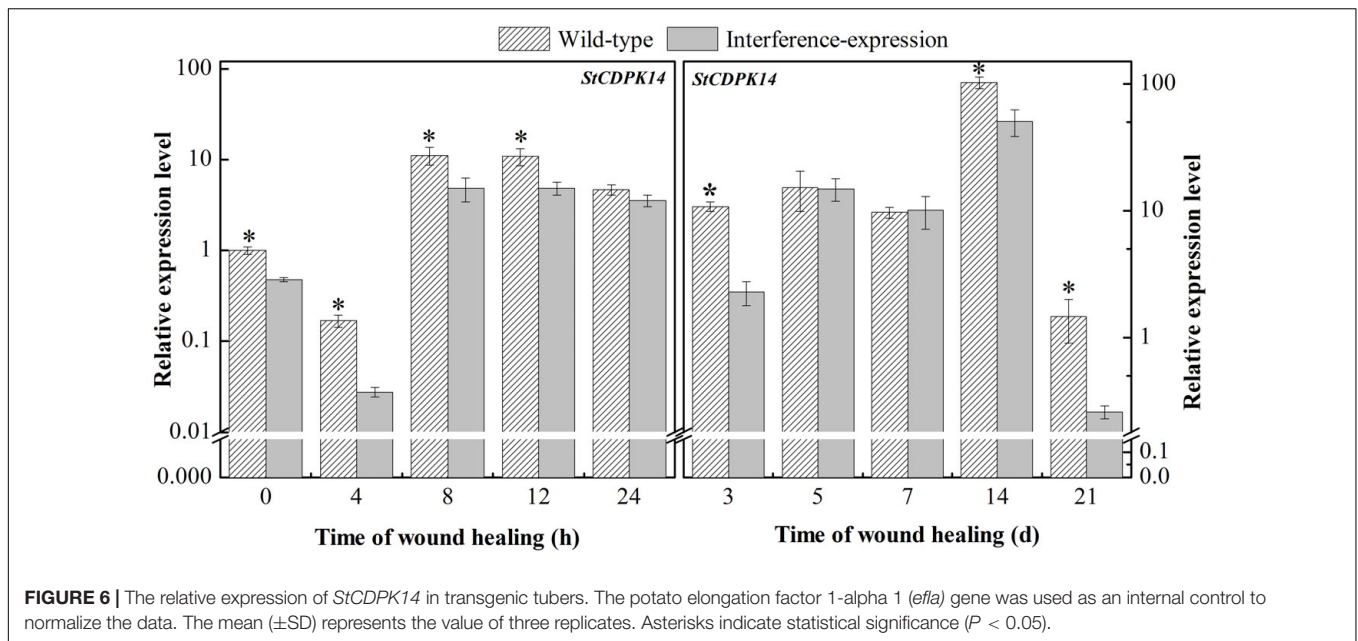 Wild-type Interference-expression
StCDPK14 StCDPK14
Relative expression level
100
10
1
0.1
0.01
0.000
* * * *
* * *
100
10
1
0.1
0.0
Relative expression level
0 4 8 12 24
3 5 7 14 21
Time of wound healing (h)
Time of wound healing (d)
FIGURE 6 | The relative expression of StCDPK14 in transgenic tubers. The potato elongation factor 1-alpha 1 (efla) gene was used as an internal control to
normalize the data. The mean (±SD) represents the value of three replicates. Asterisks indicate statistical significance (P < 0.05).